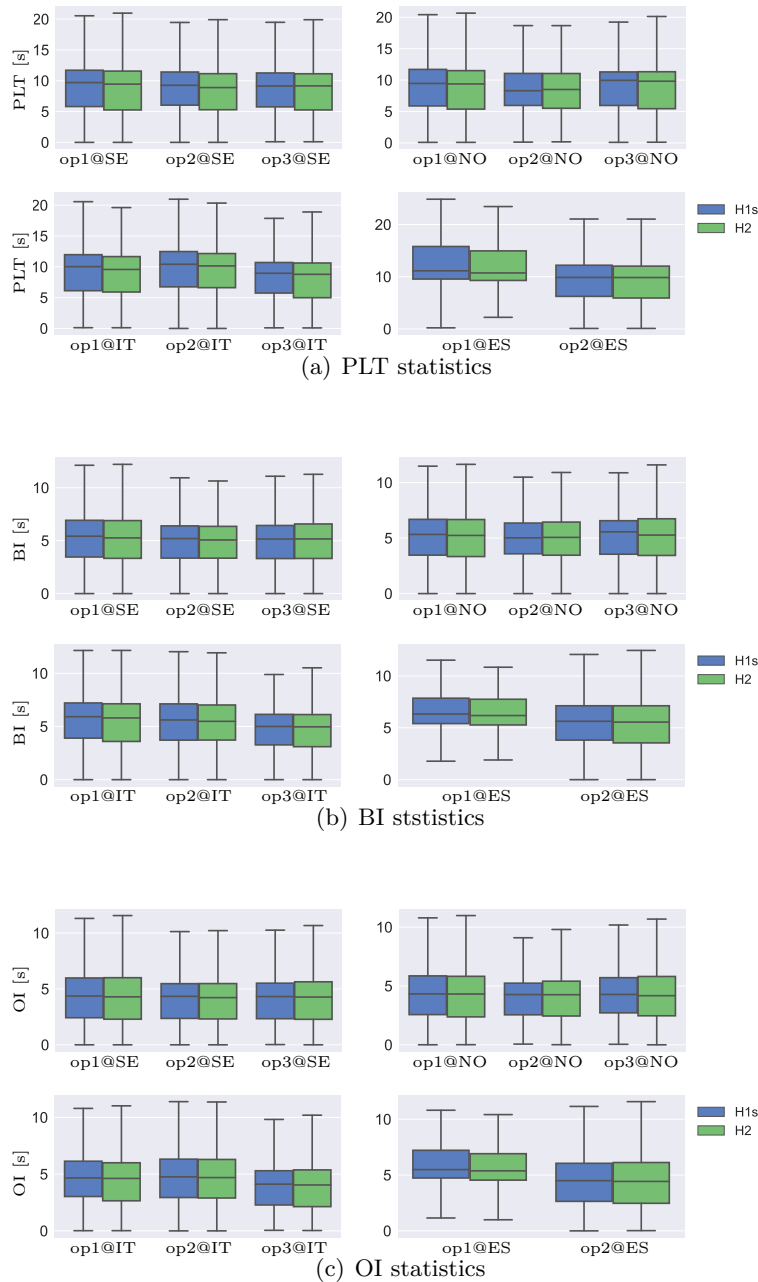 PLT [s]
20
15
10
5
0
op1@SE op2@SE op3@SE
20
15
10
5
0
op1@NO op2@NO op3@NO
PLT [s]
20
15
10
5
0
op1@IT op2@IT op3@IT
20
10
0
op1@ES op2@ES
H1s
H2
(a) PLT statistics
BI [s]
10
5
0
op1@SE op2@SE op3@SE
10
5
0
op1@NO op2@NO op3@NO
BI [s]
10
5
0
op1@IT op2@IT op3@IT
10
5
0
op1@ES op2@ES
H1s
H2
(b) BI ststistics
OI [s]
10
5
0
op1@SE op2@SE op3@SE
10
5
0
op1@NO op2@NO op3@NO
OI [s]
10
5
0
op1@IT op2@IT op3@IT
10
5
0
op1@ES op2@ES
H1s
H2
(c) OI statistics